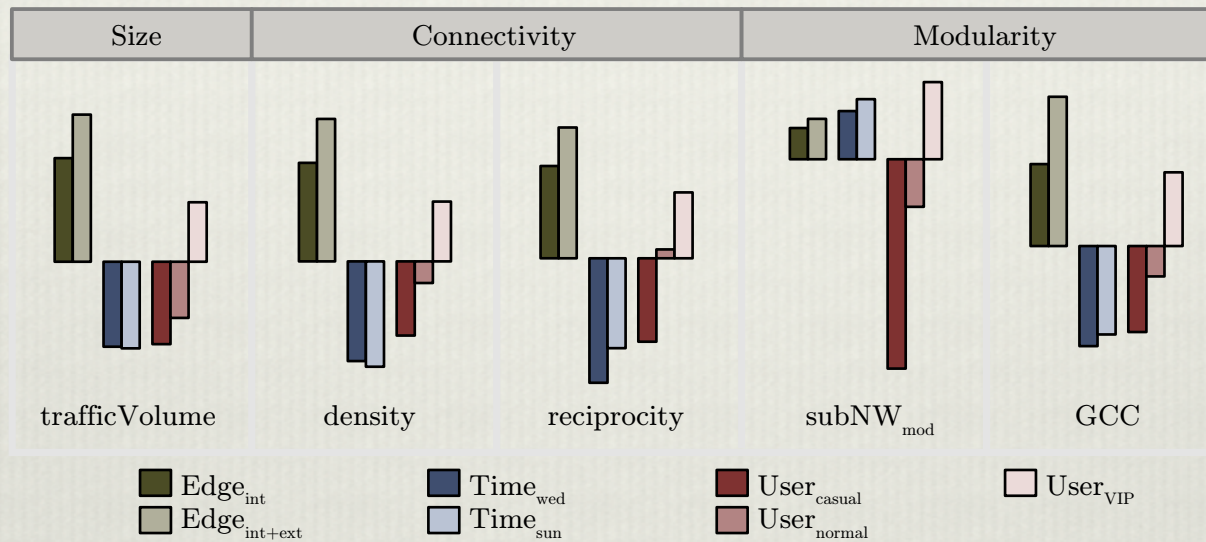 Size Connectivity Modularity
trafficVolume density reciprocity subNW_mod GCC
Edge_int Time_wed User_casual User_VIP
Edge_int+ext Time_sun User_normal